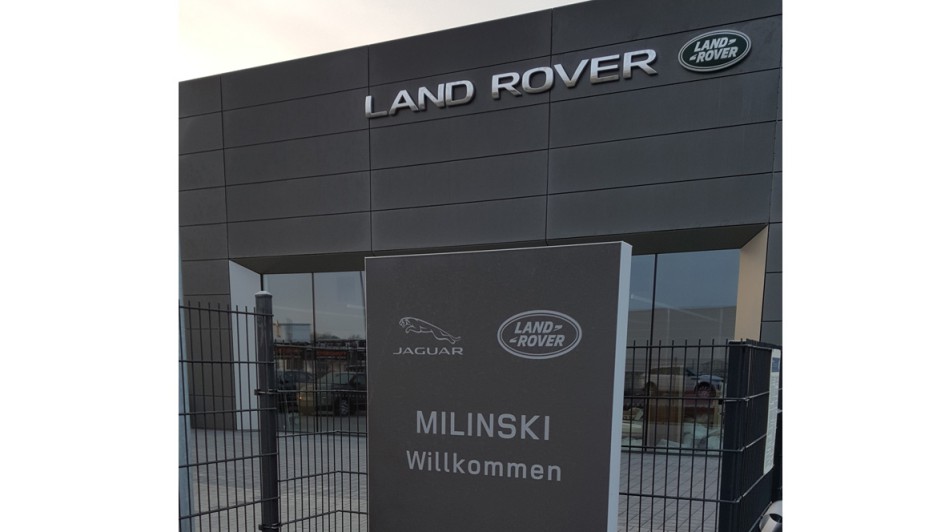 LAND ROVER
LAND
ROVER
JAGUAR
LAND
ROVER
MILINSKI
Willkommen